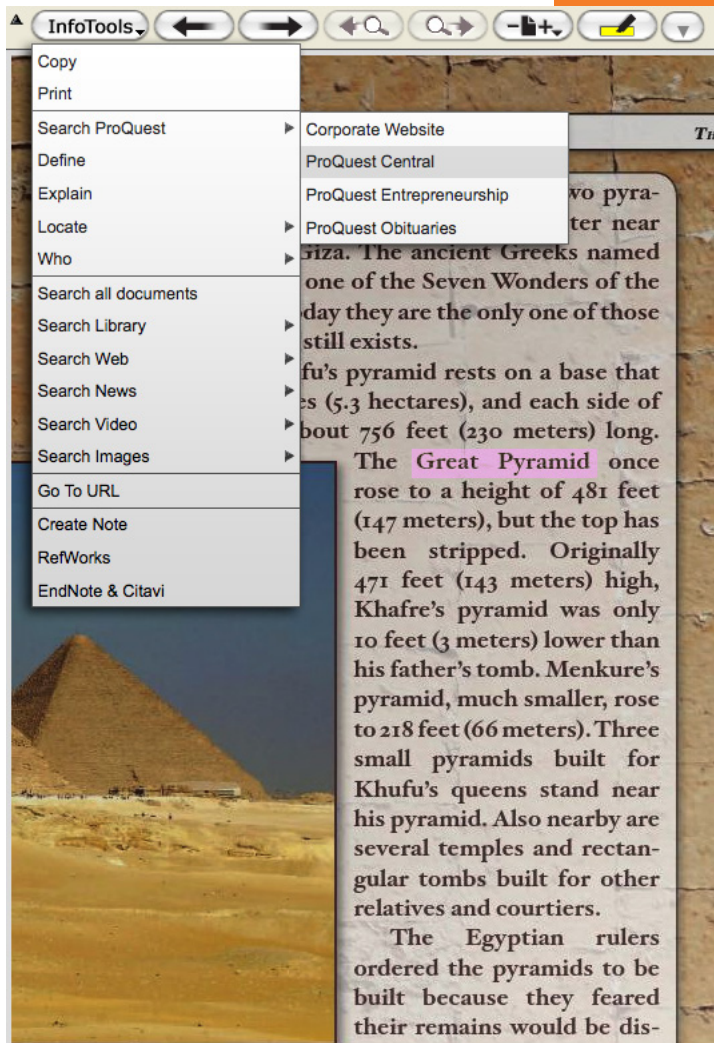 InfoTools
Copy
Print
Search ProQuest
Define
Explain
Locate
Who
Search all documents
Search Library
Search Web
Search News
Search Video
Search Images
Go To URL
Create Note
RefWorks
EndNote & Citavi
Corporate Website
ProQuest Central
ProQuest Entrepreneurship
ProQuest Obituaries
pyra-
near
Giza. The ancient Greeks named
one of the Seven Wonders of the
they are the only one of those
still exists.
pyramid rests on a base that
(5.3 hectares), and each side of
756 feet (230 meters) long.
The Great Pyramid once
rose to a height of 481 feet
(147 meters), but the top has
been stripped. Originally
471 feet (143 meters) high,
Khafre's pyramid was only
10 feet (3 meters) lower than
his father's tomb. Menkure's
pyramid, much smaller, rose
to 218 feet (66 meters). Three
small pyramids built for
Khufu's queens stand near
his pyramid. Also nearby are
several temples and rectan-
gular tombs built for other
relatives and courtiers.
The Egyptian rulers
ordered the pyramids to be
built because they feared
their remains would be dis-